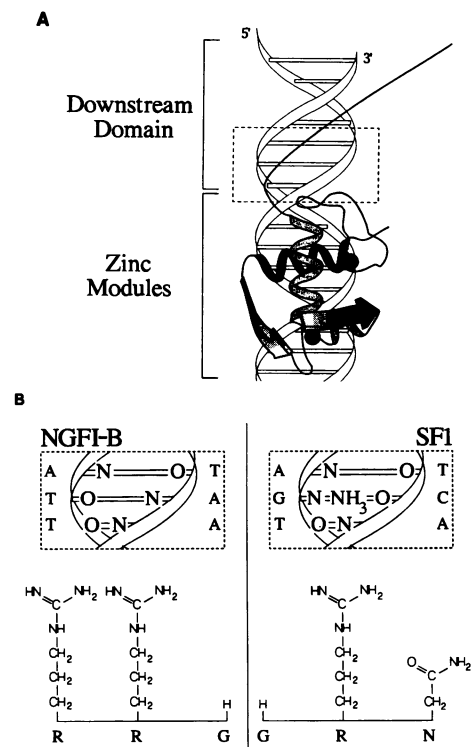 A
5'
3'
Downstream
Domain
Zinc
Modules
B
NGFI-B
SF1
A N O T
T O N A
T O=N A
A N O T
G N-NH3=O C
T O=N A
HN NH2 HN NH2
C C
NH NH
CH2 CH2
CH2 CH2
CH2 CH2
H
R R G
HN NH2
C
NH
CH2 O NH2
CH2 C
CH2 CH2
H
G R N